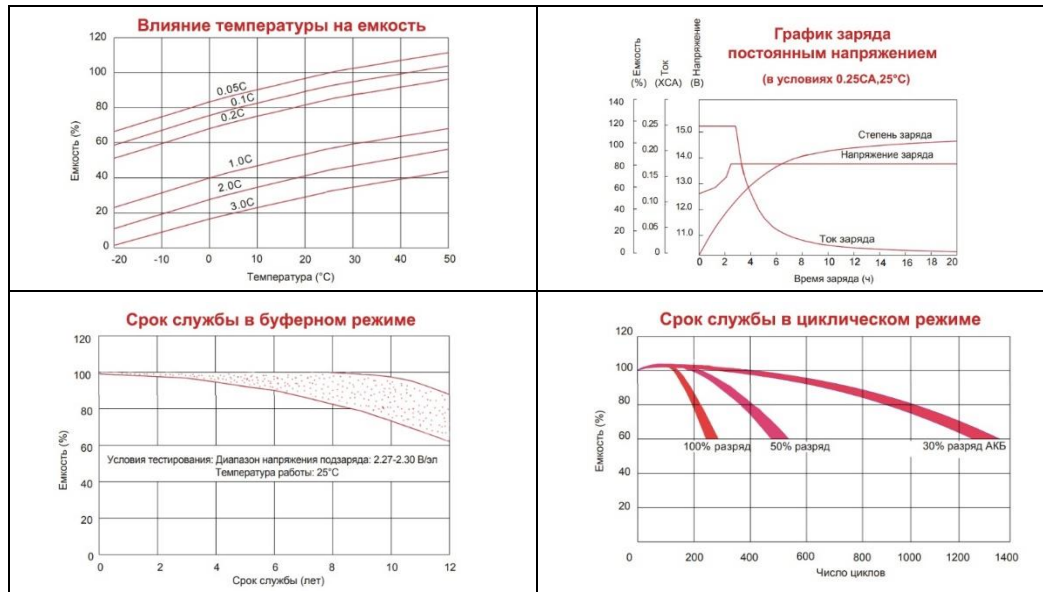 Влияние температуры на емкость
120
100
80
60
40
20
0
Емкость (%)
0.05C
0.1C
0.2C
1.0C
2.0C
3.0C
-20 -10 0 10 20 30 40 50
Температура (°C)
График заряда
постоянным напряжением
(в условиях 0.25CA,25°C)
Емкость
(%)
Ток
(XCA)
Напряжение
(В)
140
120
100
80
60
40
20
0
0.25
0.20
0.15
0.10
0.05
0
15.0
14.0
13.0
12.0
11.0
Степень заряда
Напряжение заряда
Ток заряда
0 2 4 6 8 10 12 14 16 18 20
Время заряда (ч)
Срок службы в буферном режиме
120
100
80
60
40
20
0
Емкость (%)
Условия тестирования: Диапазон напряжения подзаряда: 2.27-2.30 В/эл
Температура работы: 25°C
0 2 4 6 8 10 12
Срок службы (лет)
Срок службы в циклическом режиме
120
100
80
60
40
20
0
Емкость (%)
100% разряд
50% разряд
30% разряд АКБ
0 200 400 600 800 1000 1200 1400
Число циклов